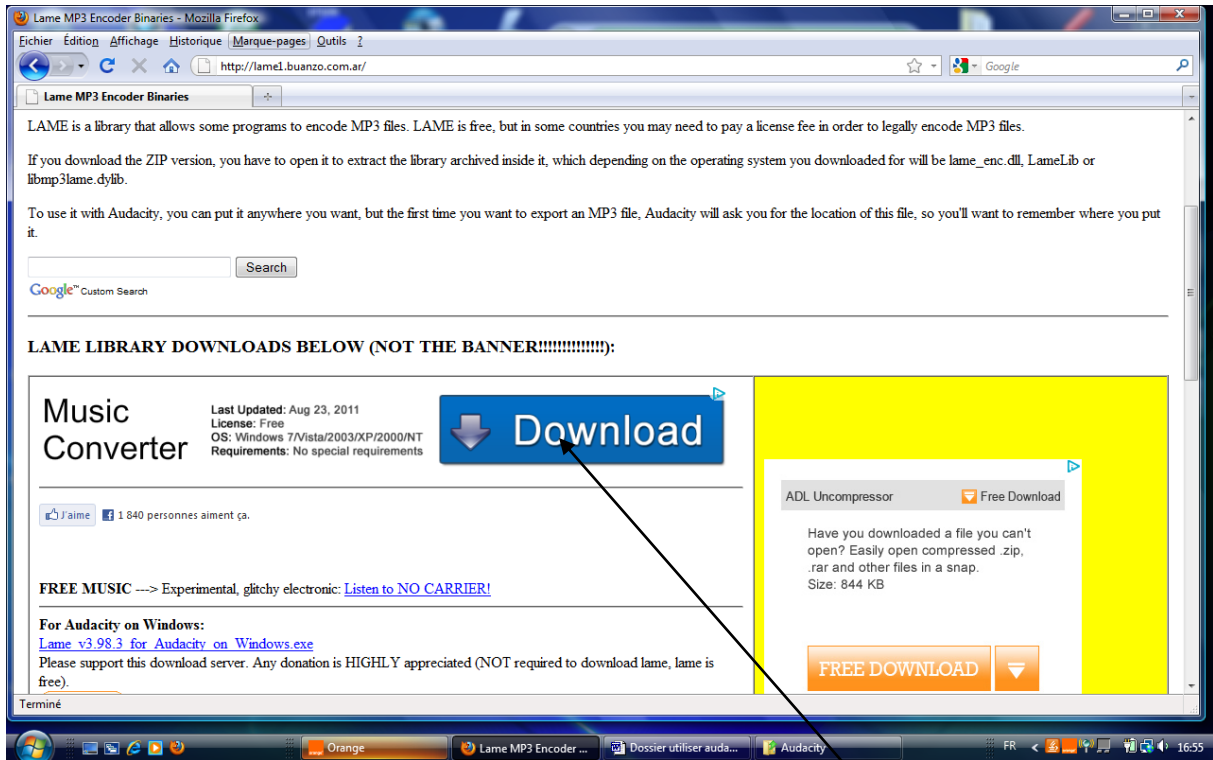 Lame MP3 Encoder Binaries - Mozilla Firefox
Eichier Édition Affichage Historique Marque-pages Outils ?
http://lame1.buanzo.com.ar/
Google
Lame MP3 Encoder Binaries
LAME is a library that allows some programs to encode MP3 files. LAME is free, but in some countries you may need to pay a license fee in order to legally encode MP3 files.
If you download the ZIP version, you have to open it to extract the library archived inside it, which depending on the operating system you downloaded for will be lame_enc.dll, LameLib or
libmp3lame.dylib.
To use it with Audacity, you can put it anywhere you want, but the first time you want to export an MP3 file, Audacity will ask you for the location of this file, so you'll want to remember where you put
it.
Search
Google™ Custom Search
LAME LIBRARY DOWNLOADS BELOW (NOT THE BANNER!!!!!!!!!!!!!!):
Music
Converter
Last Updated: Aug 23, 2011
License: Free
OS: Windows 7/Vista/2003/XP/2000/NT
Requirements: No special requirements
Download
J'aime 1 840 personnes aiment ça.
FREE MUSIC ---> Experimental, glitchy electronic: Listen to NO CARRIER!
For Audacity on Windows:
Lame_v3.98.3_for_Audacity_on_Windows.exe
Please support this download server. Any donation is HIGHLY appreciated (NOT required to download lame, lame is
free).
ADL Uncompressor Free Download
Have you downloaded a file you can't
open? Easily open compressed .zip,
.rar and other files in a snap.
Size: 844 KB
FREE DOWNLOAD
Terminé
Orange Lame MP3 Encoder ... Dossier utiliser auda... Audacity FR 16:55